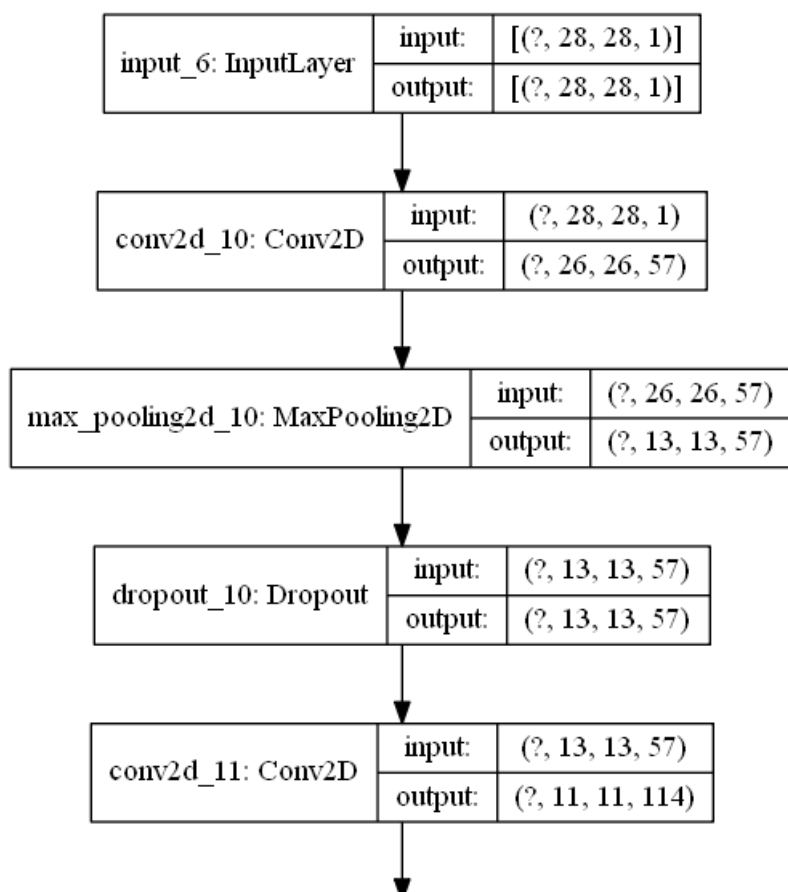 input_6: InputLayer
input: [(?, 28, 28, 1)]
output: [(?, 28, 28, 1)]
conv2d_10: Conv2D
input: (?, 28, 28, 1)
output: (?, 26, 26, 57)
max_pooling2d_10: MaxPooling2D
input: (?, 26, 26, 57)
output: (?, 13, 13, 57)
dropout_10: Dropout
input: (?, 13, 13, 57)
output: (?, 13, 13, 57)
conv2d_11: Conv2D
input: (?, 13, 13, 57)
output: (?, 11, 11, 114)